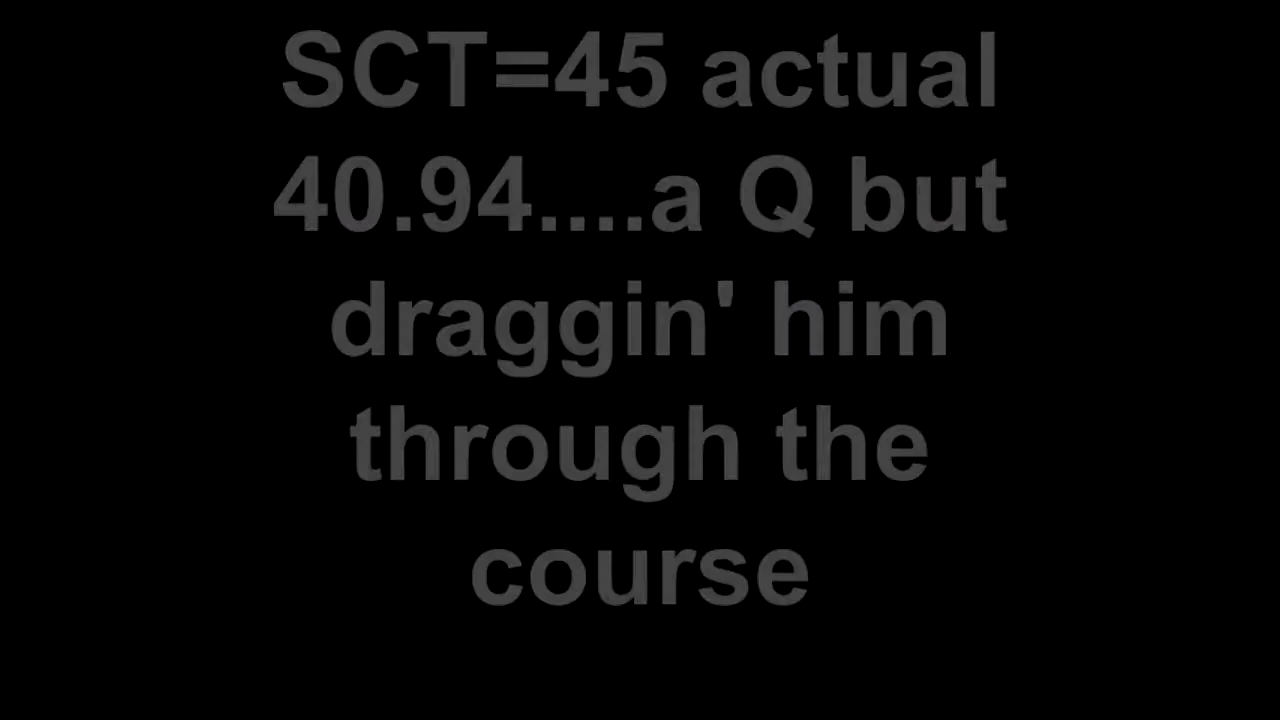 SCT=45 actual
40.94....a Q but
draggin' him
through the
course